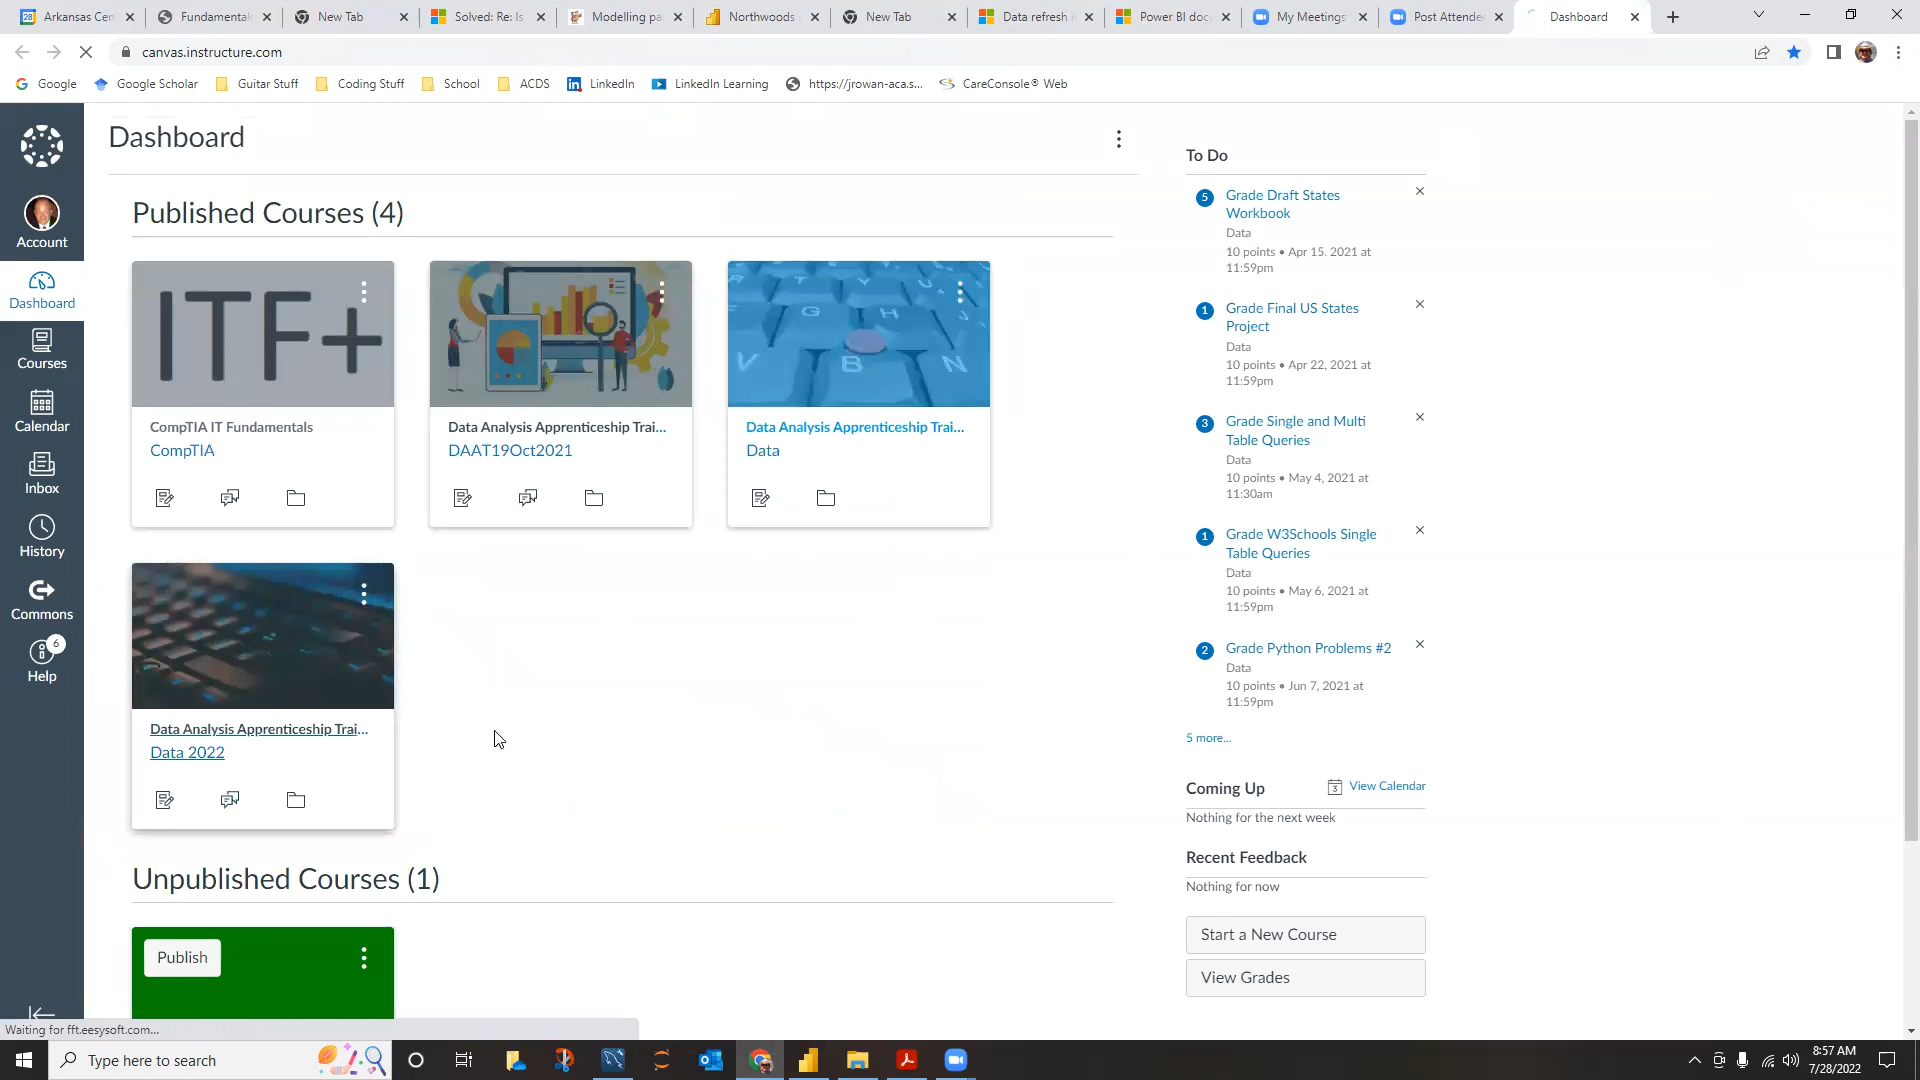 28 Arkansas Cen
Fundamental
New Tab
Solved: Re: Is
Modelling pa
Northwoods
New Tab
Data refresh i
Power BI doc
My Meetings
Post Attende
Dashboard
canvas.instructure.com
Google
Google Scholar
Guitar Stuff
Coding Stuff
School
ACDS
LinkedIn
LinkedIn Learning
https://jrowan-aca.s...
CareConsole® Web
Account
Dashboard
Courses
Calendar
Inbox
History
Commons
6
Help
Dashboard
Published Courses (4)
ITF+
CompTIA IT Fundamentals
CompTIA
Data Analysis Apprenticeship Trai...
DAAT19Oct2021
T Y U
G H
V B N
Data Analysis Apprenticeship Trai...
Data
Data Analysis Apprenticeship Trai...
Data 2022
Unpublished Courses (1)
Publish
To Do
5 Grade Draft States
Workbook
Data
10 points • Apr 15, 2021 at
11:59pm
1 Grade Final US States
Project
Data
10 points • Apr 22, 2021 at
11:59pm
3 Grade Single and Multi
Table Queries
Data
10 points • May 4, 2021 at
11:30am
1 Grade W3Schools Single
Table Queries
Data
10 points • May 6, 2021 at
11:59pm
2 Grade Python Problems #2
Data
10 points • Jun 7, 2021 at
11:59pm
5 more...
Coming Up
3 View Calendar
Nothing for the next week
Recent Feedback
Nothing for now
Start a New Course
View Grades
Waiting for fft.eesysoft.com...
Type here to search
8:57 AM
7/28/2022